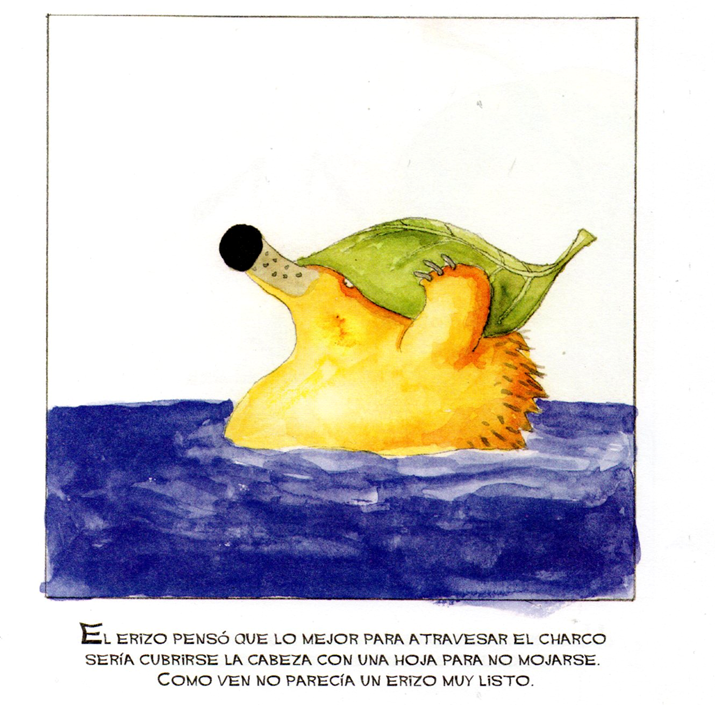 EL ERIZO PENSÓ QUE LO MEJOR PARA ATRAVESAR EL CHARCO
SERÍA CUBRIRSE LA CABEZA CON UNA HOJA PARA NO MOJARSE.
COMO VEN NO PARECÍA UN ERIZO MUY LISTO.